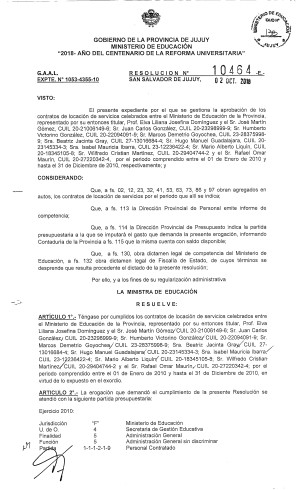 GOBIERNO DE LA PROVINCIA DE JUJUY
MINISTERIO DE EDUCACIÓN
"2018- AÑO DEL CENTENARIO DE LA REFORMA UNIVERSITARIA"
G.A.A.L. RESOLUCION Nº 10464 -E-
EXPTE. Nº 1053-4355-10 SAN SALVADOR DE JUJUY, 02 OCT. 2018
VISTO:
El presente expediente por el que se gestiona la aprobación de los
contratos de locación de servicios celebrados entre el Ministerio de Educación de la Provincia,
representado por su entonces titular, Prof. Eva Liliana Josefina Domínguez y el Sr. José Martín
Gómez, CUIL 20-21006149-6, Sr. Juan Carlos González, CUIL 20-23298999-9, Sr. Humberto
Victorino González, CUIL 20-22094091-9, Sr. Marcos Demetrio Goyochea, CUIL 23-28375998-
9, Sra. Beatriz Jacinta Gray, CUIL 27-13016684-4, Sr. Hugo Manuel Guadalajara, CUIL 20-
23145334-3, Sra. Isabel Mauricia Ibarra, CUIL 23-12236422-4, Sr. Mario Alberto Liquín, CUIL
20-18345105-8, Sr. Wilfredo Cristian Martínez, CUIL 20-29404744-2 y el Sr. Rafael Omar
Maurín, CUIL 20-27220342-4, por el periodo comprendido entre el 01 de Enero de 2010 y
hasta el 31 de Diciembre de 2010, respectivamente; y
CONSIDERANDO:
Que, a fs. 02, 12, 23, 32, 41, 53, 63, 73, 85 y 97 obran agregados en
autos, los contratos de locación de servicios por el período que allí se indica;
Que, a fs. 113 la Dirección Provincial de Personal emite informe de
competencia;
Que, a fs. 114 la Dirección Provincial de Presupuesto indica la partida
presupuestaria a la que se imputará el gasto que demanda la presente erogación, informando
Contaduría de la Provincia a fs. 115 que la misma cuenta con saldo disponible;
Que, a fs. 130, obra dictamen legal de competencia del Ministerio de
Educación, a fs. 132 obra dictamen legal de Fiscalía de Estado, de cuyos términos se
desprende que resulta procedente el dictado de la presente resolución;
Por ello, y a los fines de su regularización administrativa
LA MINISTRA DE EDUCACIÓN
RESUELVE:
ARTÍCULO 1º.- Téngase por cumplidos los contratos de locación de servicios celebrados entre
el Ministerio de Educación de la Provincia, representado por su entonces titular, Prof. Eva
Liliana Josefina Domínguez y el Sr. José Martín Gómez/ CUIL 20-21006149-6; Sr. Juan Carlos
González/ CUIL 20-23298999-9; Sr. Humberto Victorino González/ CUIL 20-22094091-9; Sr.
Marcos Demetrio Goyochea/ CUIL 23-28375998-9; Sra. Beatriz Jacinta Gray/ CUIL 27-
13016684-4; Sr. Hugo Manuel Guadalajara/ CUIL 20-23145334-3; Sra. Isabel Mauricia Ibarra/
CUIL 23-12236422-4; Sr. Mario Alberto Liquín/ CUIL 20-18345105-8; Sr. Wilfredo Cristian
Martínez/ CUIL 20-29404744-2 y el Sr. Rafael Omar Maurín/ CUIL 20-27220342-4; por el
período comprendido entre el 01 de Enero de 2010 y hasta el 31 de Diciembre de 2010, en
virtud de lo expuesto en el exordio.
ARTÍCULO 2º.- La erogación que demandó el cumplimiento de la presente Resolución se
atendió con la siguiente partida presupuestaria:
Ejercicio 2010:
Jurisdicción "F" Ministerio de Educación
U. de O. 4 Secretaría de Gestión Educativa
Finalidad 5 Administración General
Función 5 Administración General sin discriminar
Partida 1-1-1-2-1-9 Personal Contratado